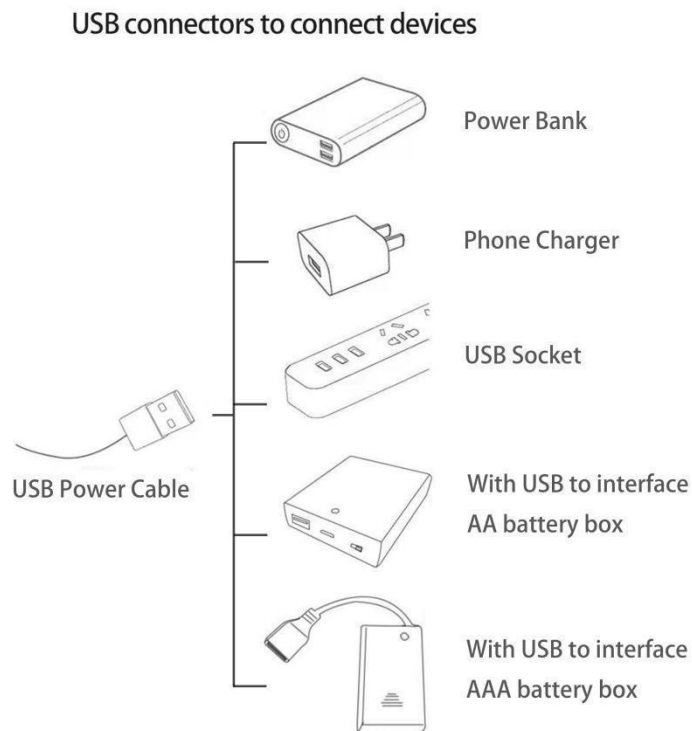 USB connectors to connect devices
Power Bank
Phone Charger
USB Socket
USB Power Cable
With USB to interface
AA battery box
With USB to interface
AAA battery box